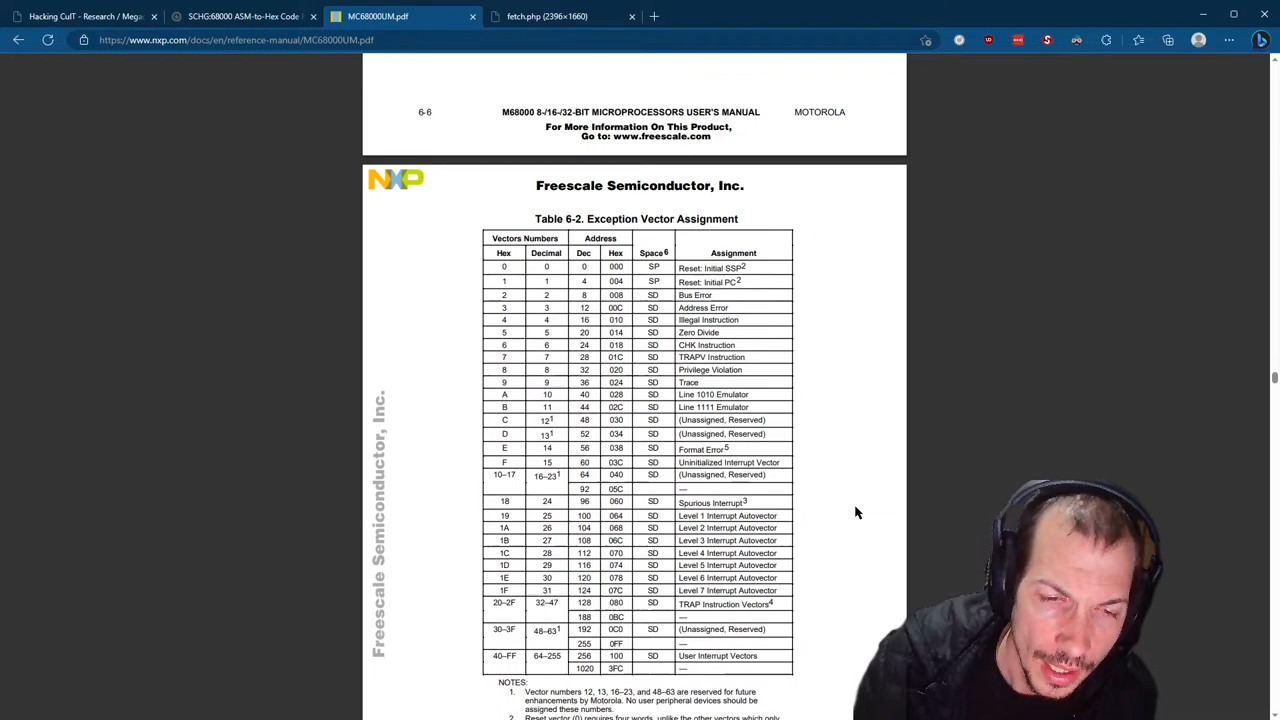 Hacking CuIT - Research / Mega
SCHG:68000 ASM-to-Hex Code R
MC68000UM.pdf
fetch.php (2396×1660)
https://www.nxp.com/docs/en/reference-manual/MC68000UM.pdf
6-6 M68000 8-/16-/32-BIT MICROPROCESSORS USER'S MANUAL MOTOROLA
For More Information On This Product,
Go to: www.freescale.com
NXP
Freescale Semiconductor, Inc.
Table 6-2. Exception Vector Assignment
Vectors Numbers Address
Hex Decimal Dec Hex Space6 Assignment
0 0 0 000 SP Reset: Initial SSP2
1 1 4 004 SP Reset: Initial PC2
2 2 8 008 SD Bus Error
3 3 12 00C SD Address Error
4 4 16 010 SD Illegal Instruction
5 5 20 014 SD Zero Divide
6 6 24 018 SD CHK Instruction
7 7 28 01C SD TRAPV Instruction
8 8 32 020 SD Privilege Violation
9 9 36 024 SD Trace
A 10 40 028 SD Line 1010 Emulator
B 11 44 02C SD Line 1111 Emulator
C 121 48 030 SD (Unassigned, Reserved)
D 131 52 034 SD (Unassigned, Reserved)
E 14 56 038 SD Format Error5
F 15 60 03C SD Uninitialized Interrupt Vector
10–17 16–231 64 040 SD (Unassigned, Reserved)
92 05C —
18 24 96 060 SD Spurious Interrupt3
19 25 100 064 SD Level 1 Interrupt Autovector
1A 26 104 068 SD Level 2 Interrupt Autovector
1B 27 108 06C SD Level 3 Interrupt Autovector
1C 28 112 070 SD Level 4 Interrupt Autovector
1D 29 116 074 SD Level 5 Interrupt Autovector
1E 30 120 078 SD Level 6 Interrupt Autovector
1F 31 124 07C SD Level 7 Interrupt Autovector
20–2F 32–47 128 080 SD TRAP Instruction Vectors4
188 0BC —
30–3F 48–631 192 0C0 SD (Unassigned, Reserved)
255 0FF —
40–FF 64–255 256 100 SD User Interrupt Vectors
1020 3FC —
Freescale Semiconductor, Inc.
NOTES:
1. Vector numbers 12, 13, 16–23, and 48–63 are reserved for future
enhancements by Motorola. No user peripheral devices should be
assigned these numbers.
2. Reset vector (0) requires four words, unlike the other vectors which only